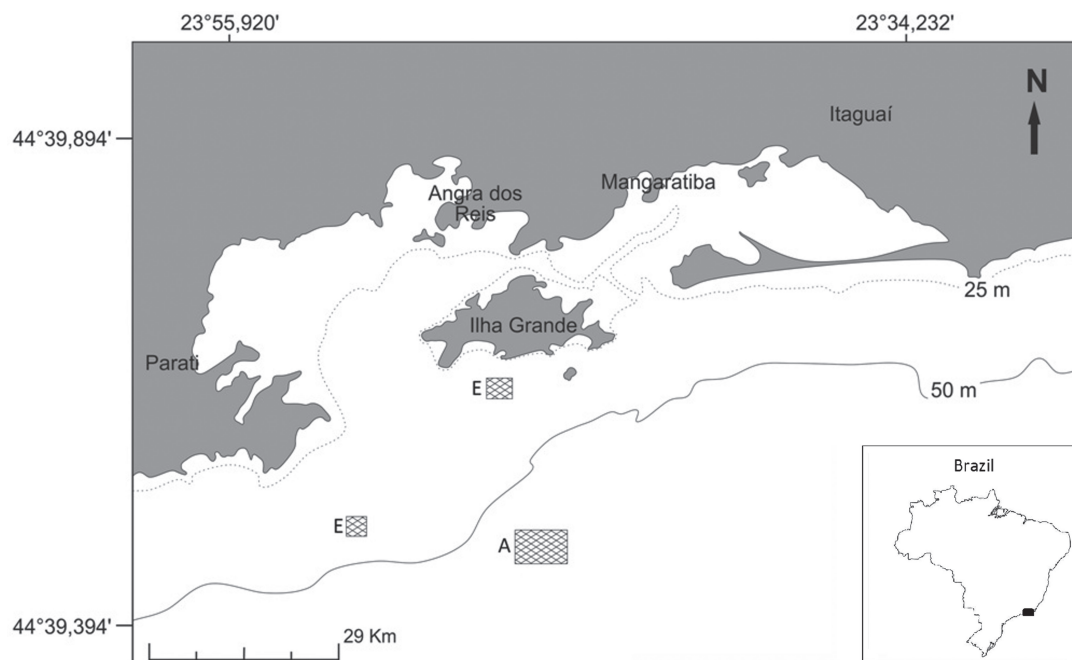 23°55,920'
23°34,232'
N
Itaguaí
44°39,894'
Mangaratiba
Angra dos
Reis
25 m
Ilha Grande
Parati
E
50 m
Brazil
E
A
44°39,394'
29 Km